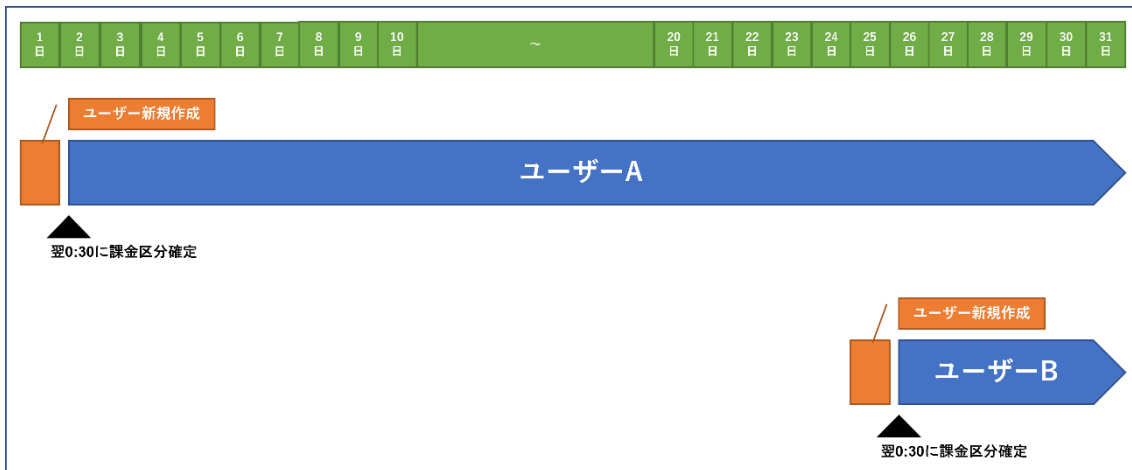 1日 2日 3日 4日 5日 6日 7日 8日 9日 10日 ～ 20日 21日 22日 23日 24日 25日 26日 27日 28日 29日 30日 31日
ユーザー新規作成
ユーザーA
翌0:30に課金区分確定
ユーザー新規作成
ユーザーB
翌0:30に課金区分確定